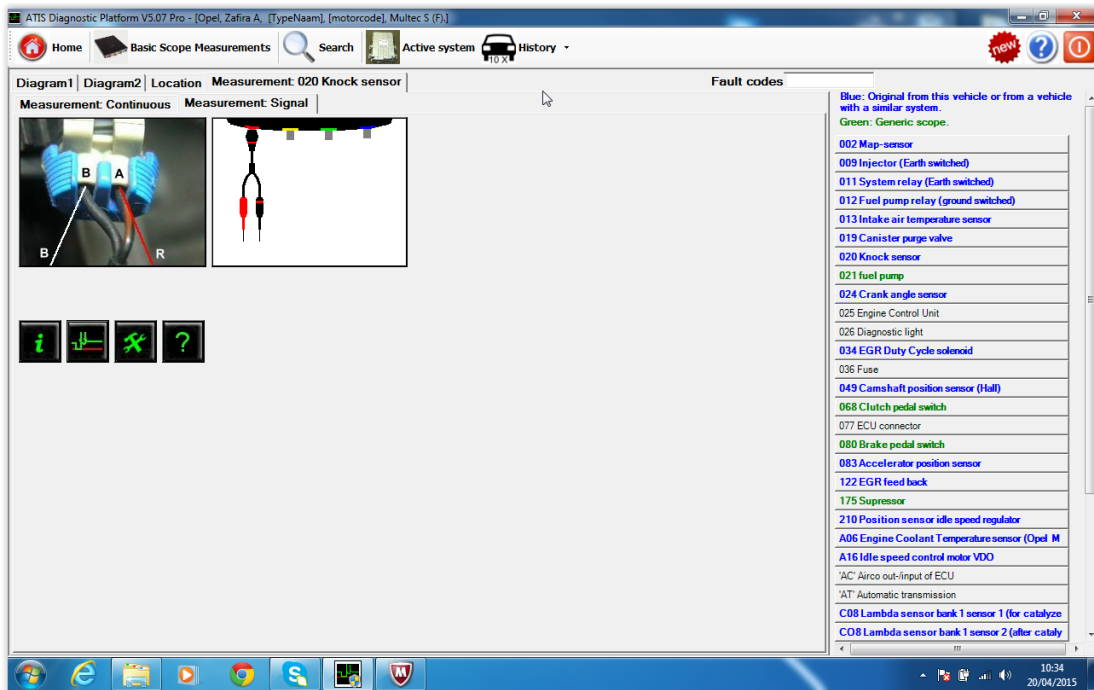 ATIS Diagnostic Platform V5.07 Pro - [Opel, Zafira A, [TypeNaam], [motorcode], Multec S (F).]
Home
Basic Scope Measurements
Search
Active system
10 X
History
new
Diagram1
Diagram2
Location
Measurement: 020 Knock sensor
Fault codes
Measurement: Continuous
Measurement: Signal
B A
B R
i
?
Blue: Original from this vehicle or from a vehicle
with a similar system.
Green: Generic scope.
002 Map-sensor
009 Injector (Earth switched)
011 System relay (Earth switched)
012 Fuel pump relay (ground switched)
013 Intake air temperature sensor
019 Canister purge valve
020 Knock sensor
021 fuel pump
024 Crank angle sensor
025 Engine Control Unit
026 Diagnostic light
034 EGR Duty Cycle solenoid
036 Fuse
049 Camshaft position sensor (Hall)
068 Clutch pedal switch
077 ECU connector
080 Brake pedal switch
083 Accelerator position sensor
122 EGR feed back
175 Supressor
210 Position sensor idle speed regulator
A06 Engine Coolant Temperature sensor (Opel M
A16 Idle speed control motor VDO
'AC' Airco out-/input of ECU
'AT' Automatic transmission
C08 Lambda sensor bank 1 sensor 1 (for catalyze
CO8 Lambda sensor bank 1 sensor 2 (after cataly
10:34
20/04/2015